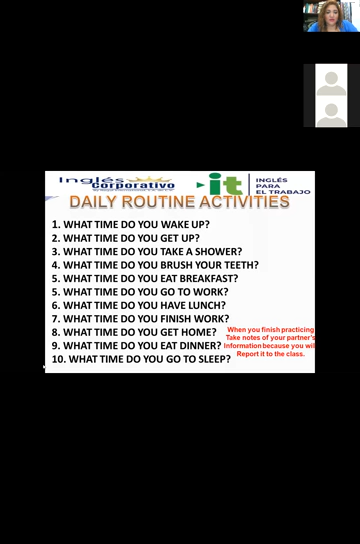 Inglés
Corporativo
it
INGLÉS
PARA
EL TRABAJO
DAILY ROUTINE ACTIVITIES
1. WHAT TIME DO YOU WAKE UP?
2. WHAT TIME DO YOU GET UP?
3. WHAT TIME DO YOU TAKE A SHOWER?
4. WHAT TIME DO YOU BRUSH YOUR TEETH?
5. WHAT TIME DO YOU EAT BREAKFAST?
5. WHAT TIME DO YOU GO TO WORK?
6. WHAT TIME DO YOU HAVE LUNCH?
7. WHAT TIME DO YOU FINISH WORK?
8. WHAT TIME DO YOU GET HOME?
9. WHAT TIME DO YOU EAT DINNER?
10. WHAT TIME DO YOU GO TO SLEEP?
When you finish practicing
Take notes of your partner's
Information because you will
Report it to the class.